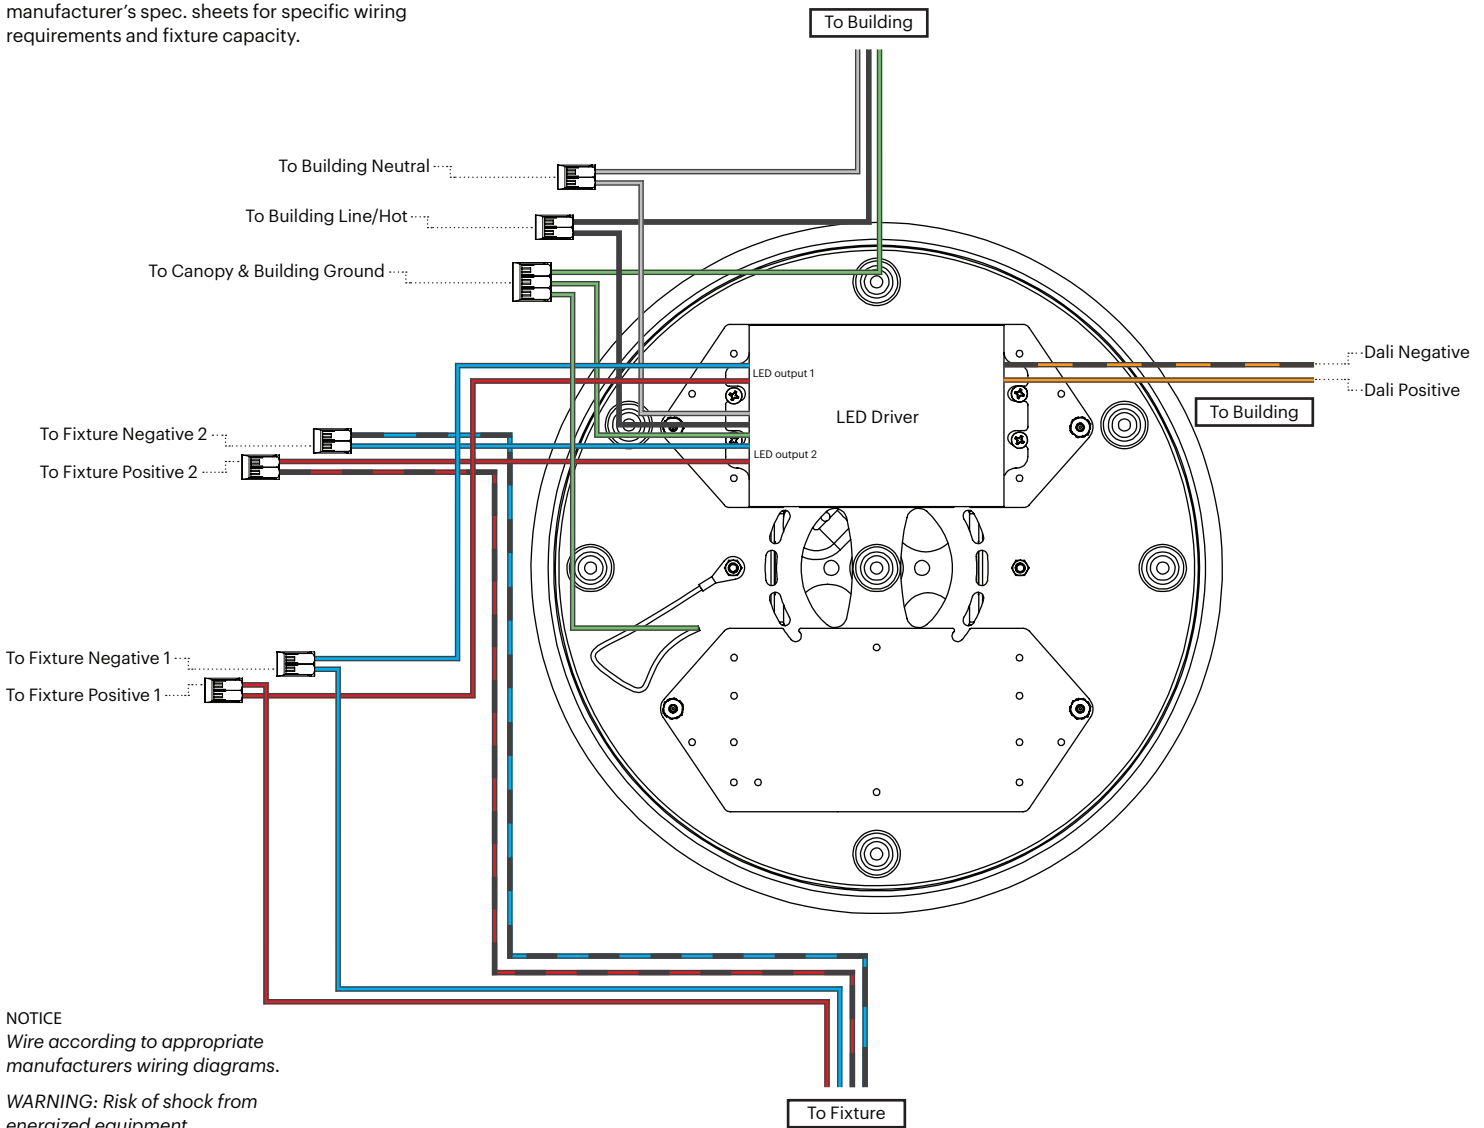 manufacturer’s spec. sheets for specific wiring
requirements and fixture capacity.
To Building
To Building Neutral
To Building Line/Hot
To Canopy & Building Ground
LED output 1
Dali Negative
Dali Positive
To Building
LED Driver
To Fixture Negative 2
To Fixture Positive 2
LED output 2
To Fixture Negative 1
To Fixture Positive 1
NOTICE
Wire according to appropriate
manufacturers wiring diagrams.
WARNING: Risk of shock from
energized equipment
To Fixture